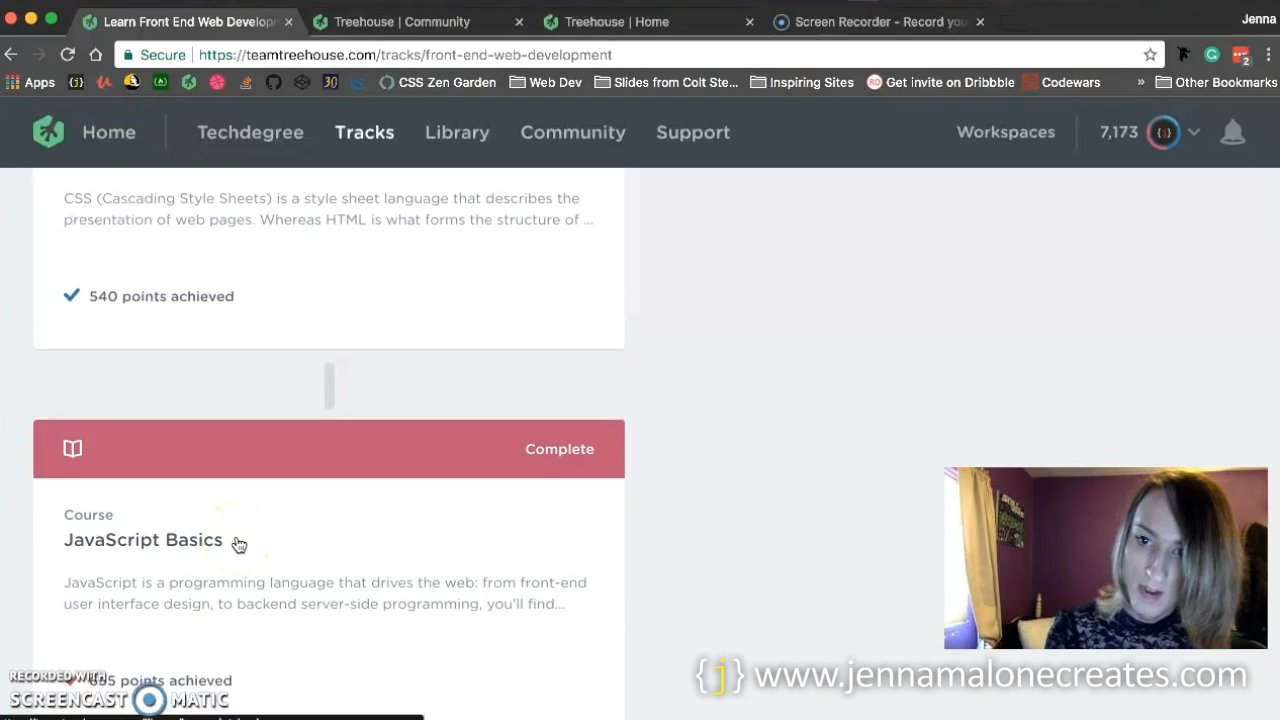 Learn Front End Web Develop
Treehouse | Community
Treehouse | Home
Screen Recorder - Record you
Jenna
Secure
https://teamtreehouse.com/tracks/front-end-web-development
2
Apps
{j}
30
CSS Zen Garden
Web Dev
Slides from Colt Ste...
Inspiring Sites
RD
Get invite on Dribbble
Codewars
»
Other Bookmarks
Home
Techdegree
Tracks
Library
Community
Support
Workspaces
7,173
{j}
CSS (Cascading Style Sheets) is a style sheet language that describes the
presentation of web pages. Whereas HTML is what forms the structure of ...
540 points achieved
Complete
Course
JavaScript Basics
JavaScript is a programming language that drives the web: from front-end
user interface design, to backend server-side programming, you'll find...
points achieved
RECORDED WITH
SCREENCAST MATIC
{j} www.jennamalonecreates.com